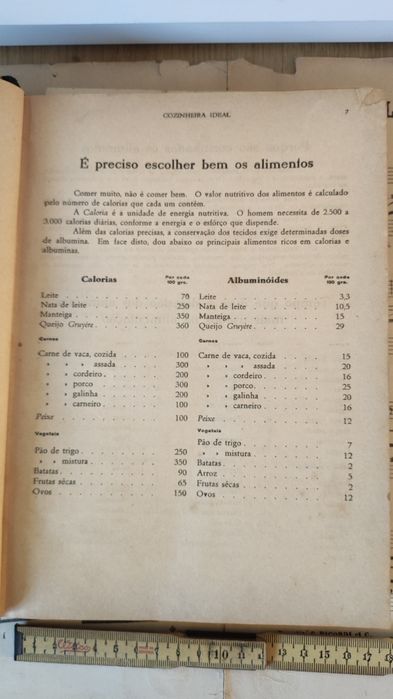 COZINHEIRA IDEAL 7
É preciso escolher bem os alimentos
Comer muito, não é comer bem. O valor nutritivo dos alimentos é calculado
pelo número de calorias que cada um contém.
A Caloria é a unidade de energia nutritiva. O homem necessita de 2.500 a
3.000 calorias diárias, conforme a energia e o esfôrço que dispende.
Além das calorias precisas, a conservação dos tecidos exige determinadas doses
de albumina. Em face disto, dou abaixo os principais alimentos ricos em calorias e
albuminas.
Calorias Por cada 100 grs.
Leite 70
Nata de leite 250
Manteiga 350
Queijo Gruyère 360
Carnes
Carne de vaca, cozida 100
» » » assada 300
» » cordeiro 200
» » porco 300
» » galinha 200
» » carneiro 100
Peixe 100
Vegetais
Pão de trigo 250
» » mistura 350
Batatas 90
Frutas sêcas 65
Ovos 150
Albuminóides Por cada 100 grs.
Leite 3,3
Nata de leite 10,5
Manteiga 15
Queijo Gruyère 29
Carnes
Carne de vaca, cozida 15
» » » assada 20
» » cordeiro 16
» » porco 25
» » galinha 20
» » carneiro 16
Peixe 12
Vegetais
Pão de trigo 7
» » mistura 12
Batatas 2
Arroz 5
Frutas sêcas 2
Ovos 12